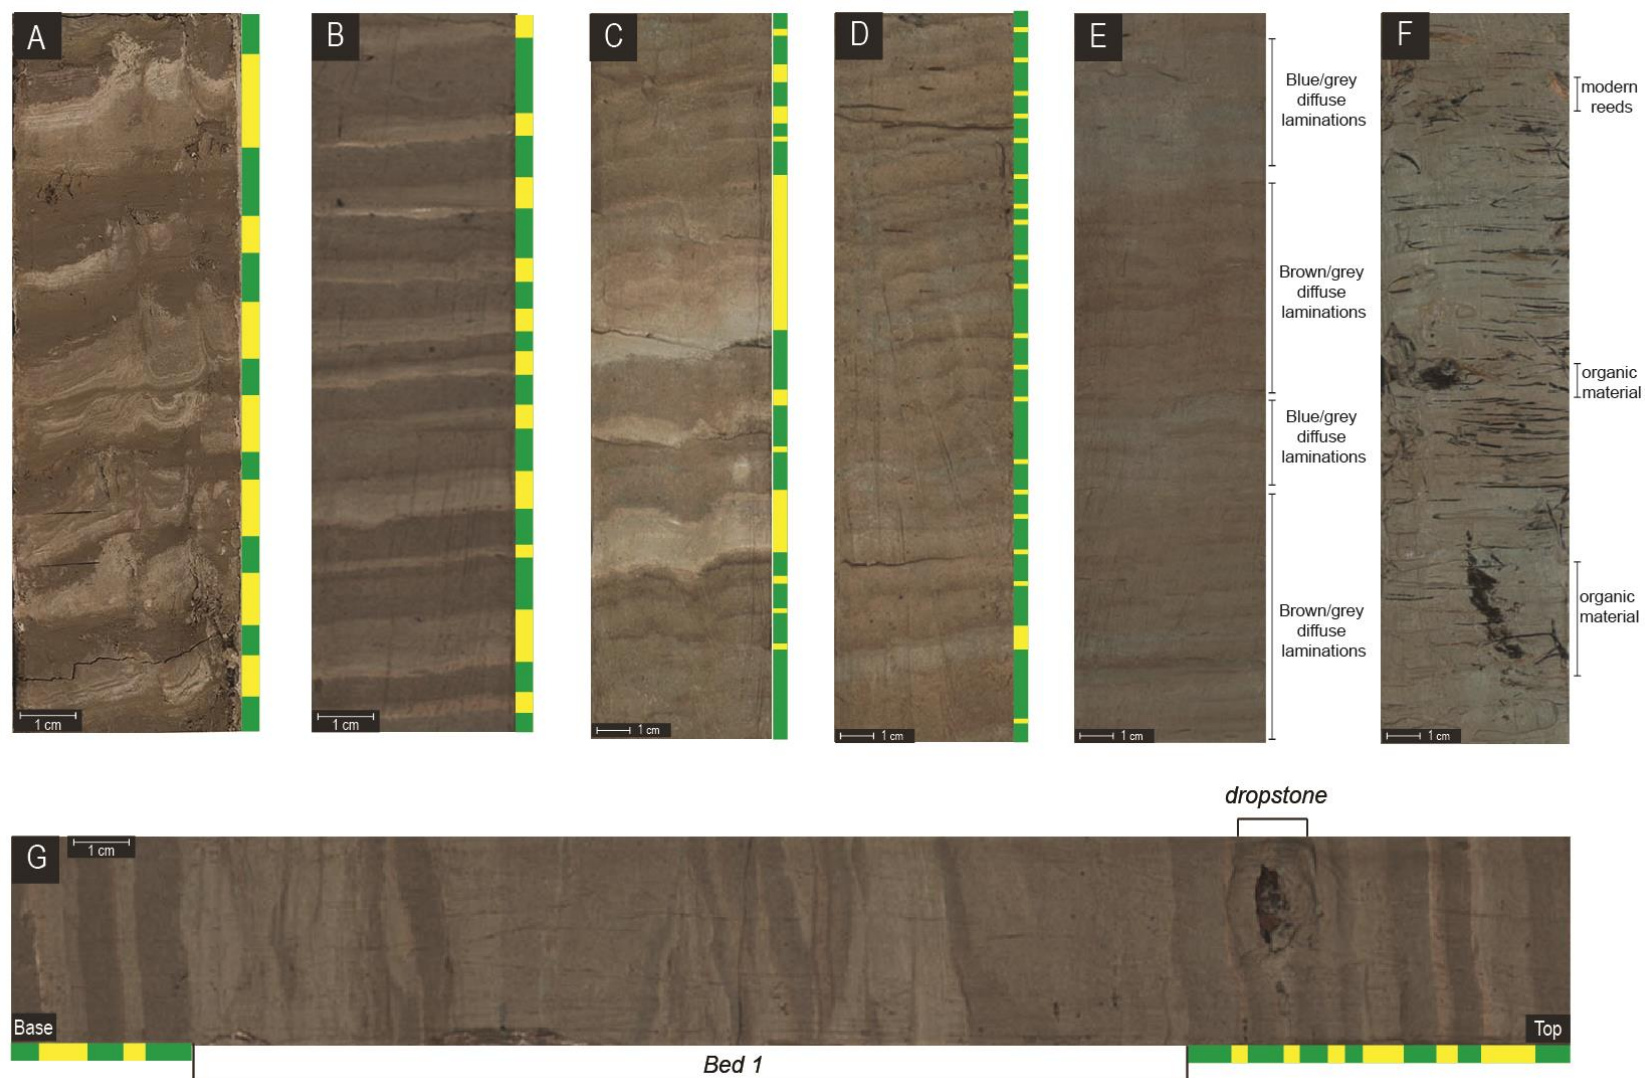 A
B
C
D
E
F
Blue/grey
diffuse
laminations
Brown/grey
diffuse
laminations
Blue/grey
diffuse
laminations
Brown/grey
diffuse
laminations
modern
reeds
organic
material
organic
material
1 cm
1 cm
1 cm
1 cm
1 cm
1 cm
dropstone
G
1 cm
Base
Top
Bed 1